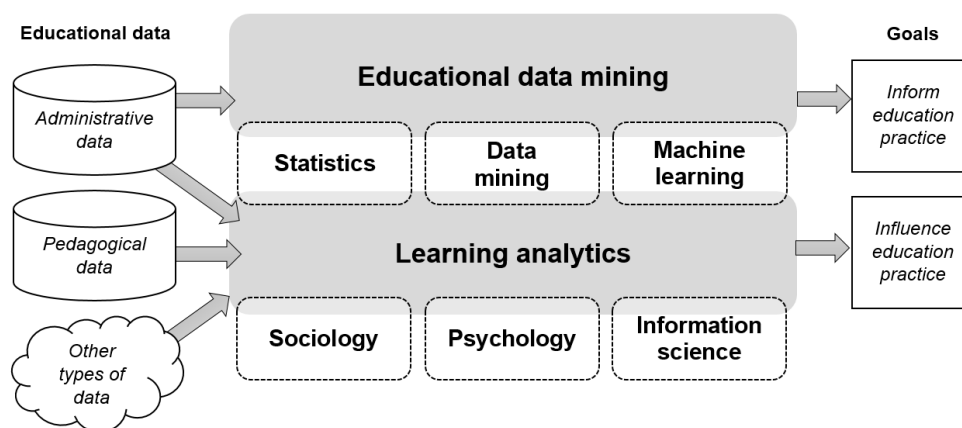 Educational data
Goals
Educational data mining
Administrative
data
Inform
education
practice
Statistics
Data
mining
Machine
learning
Pedagogical
data
Learning analytics
Influence
education
practice
Other
types of
data
Sociology
Psychology
Information
science